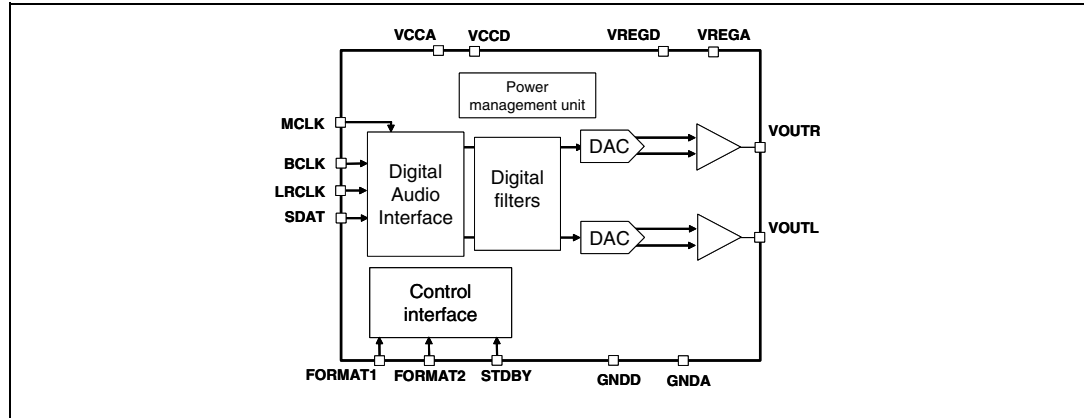 VCCA VCCD VREGD VREGA
Power
management unit
MCLK
VOUTR
DAC
BCLK
Digital
Audio
Interface
Digital
filters
LRCLK
SDAT
VOUTL
DAC
Control
interface
FORMAT1 FORMAT2 STDBY GNDD GNDA